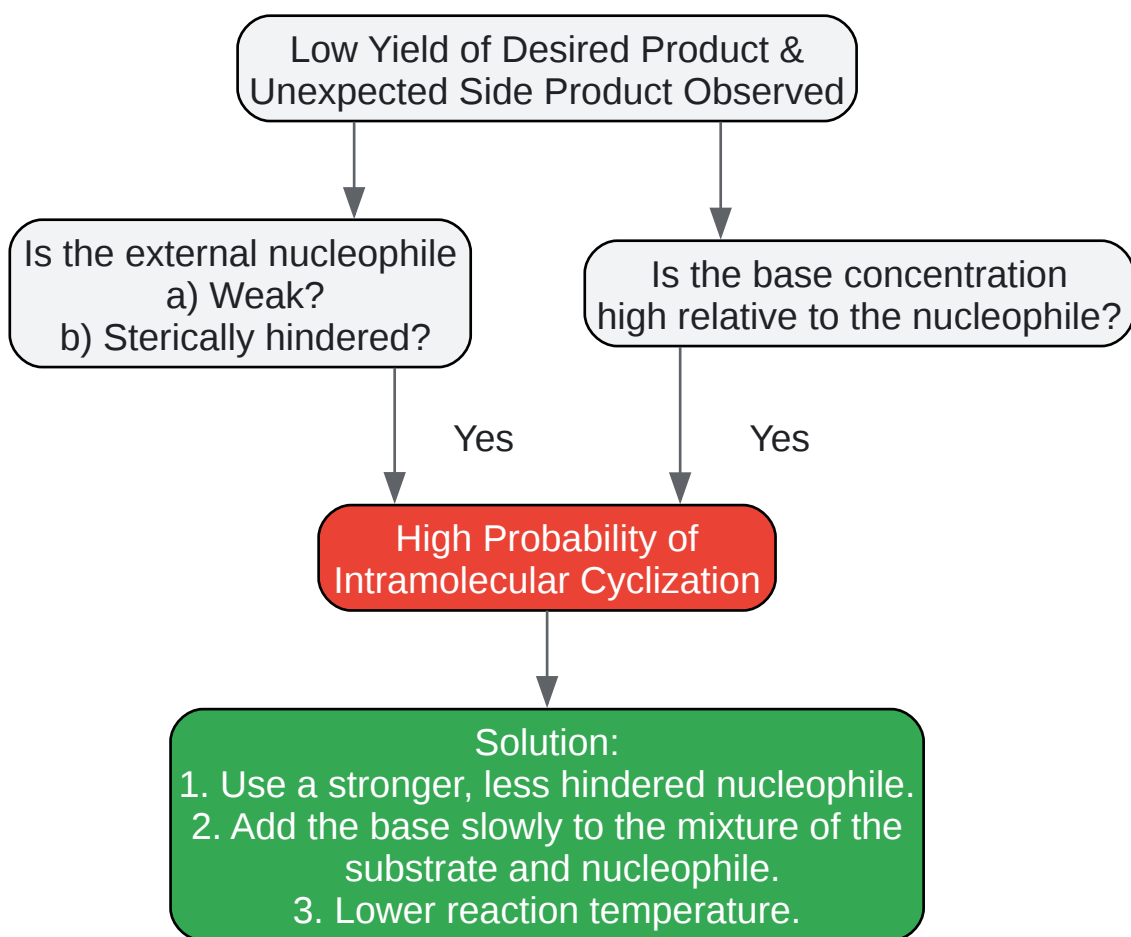 Low Yield of Desired Product &
Unexpected Side Product Observed
Is the external nucleophile
a) Weak?
b) Sterically hindered?
Is the base concentration
high relative to the nucleophile?
Yes
Yes
High Probability of
Intramolecular Cyclization
Solution:
1. Use a stronger, less hindered nucleophile.
2. Add the base slowly to the mixture of the
substrate and nucleophile.
3. Lower reaction temperature.